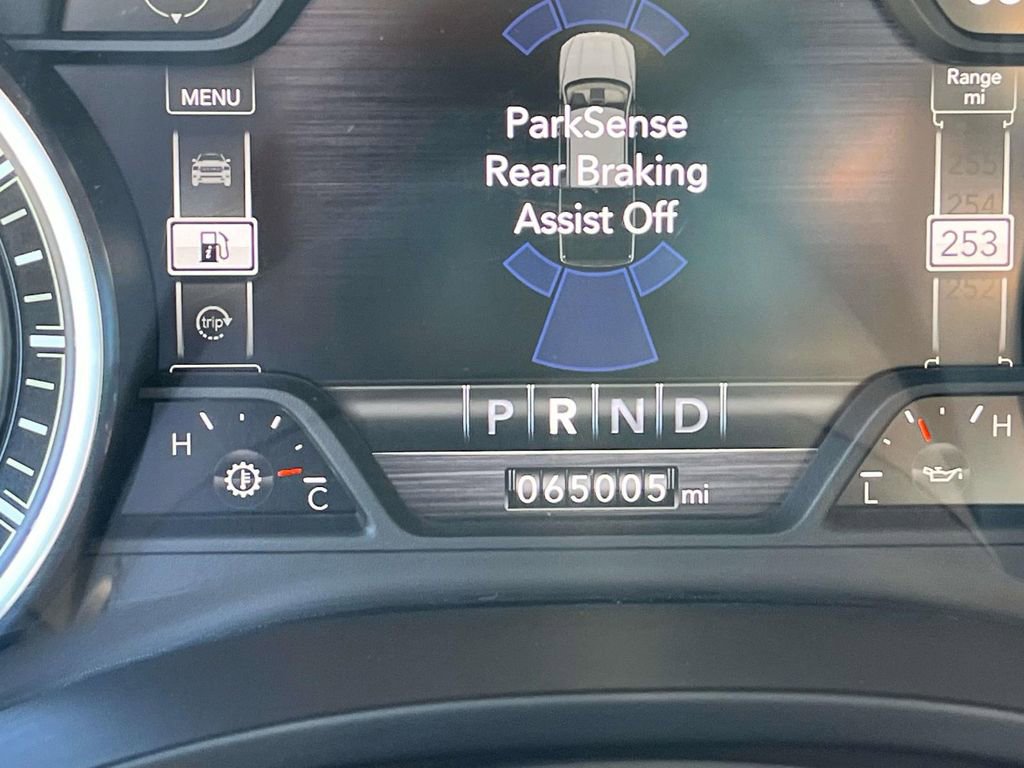 MENU
Range
mi
ParkSense
Rear Braking
Assist Off
255
254
253
252
trip
P R N D
H
C
065005 mi
H
L